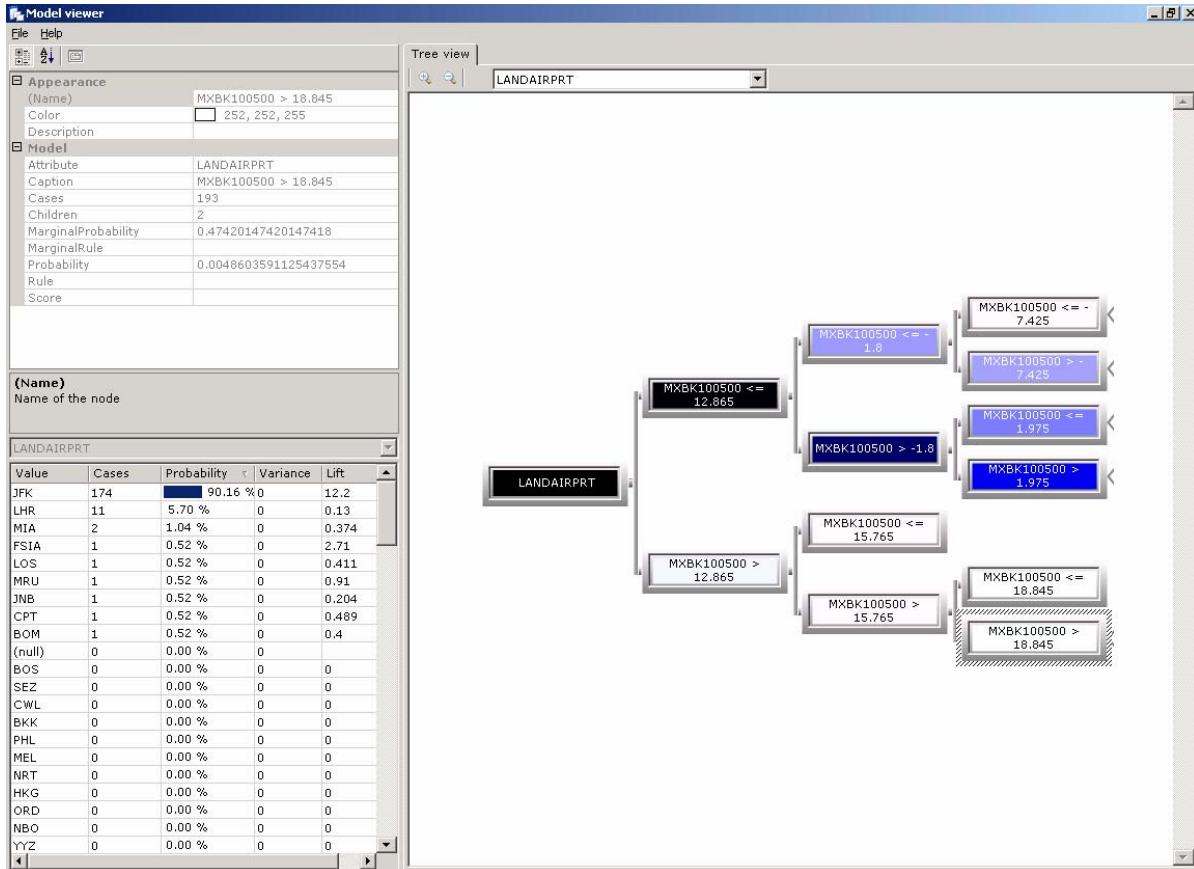 Model viewer
File Help
Appearance
(Name) MXBK100500 > 18.845
Color 252, 252, 255
Description
Model
Attribute LANDAIRPRT
Caption MXBK100500 > 18.845
Cases 193
Children 2
MarginalProbability 0.47420147420147418
MarginalRule
Probability 0.0048603591125437554
Rule
Score
(Name)
Name of the node
LANDAIRPRT
Value Cases Probability Variance Lift
JFK 174 90.16 % 0 12.2
LHR 11 5.70 % 0 0.13
MIA 2 1.04 % 0 0.374
FSIA 1 0.52 % 0 2.71
LOS 1 0.52 % 0 0.411
MRU 1 0.52 % 0 0.91
JNB 1 0.52 % 0 0.204
CPT 1 0.52 % 0 0.489
BOM 1 0.52 % 0 0.4
(null) 0 0.00 % 0
BOS 0 0.00 % 0 0
SEZ 0 0.00 % 0 0
CWL 0 0.00 % 0 0
BKK 0 0.00 % 0 0
PHL 0 0.00 % 0 0
MEL 0 0.00 % 0 0
NRT 0 0.00 % 0 0
HKG 0 0.00 % 0 0
ORD 0 0.00 % 0 0
NBO 0 0.00 % 0 0
YYZ 0 0.00 % 0 0
Tree view
LANDAIRPRT
LANDAIRPRT
MXBK100500 <=
12.865
MXBK100500 >
12.865
MXBK100500 <= -
1.8
MXBK100500 > -1.8
MXBK100500 <=
15.765
MXBK100500 >
15.765
MXBK100500 <= -
7.425
MXBK100500 > -
7.425
MXBK100500 <=
1.975
MXBK100500 >
1.975
MXBK100500 <=
18.845
MXBK100500 >
18.845